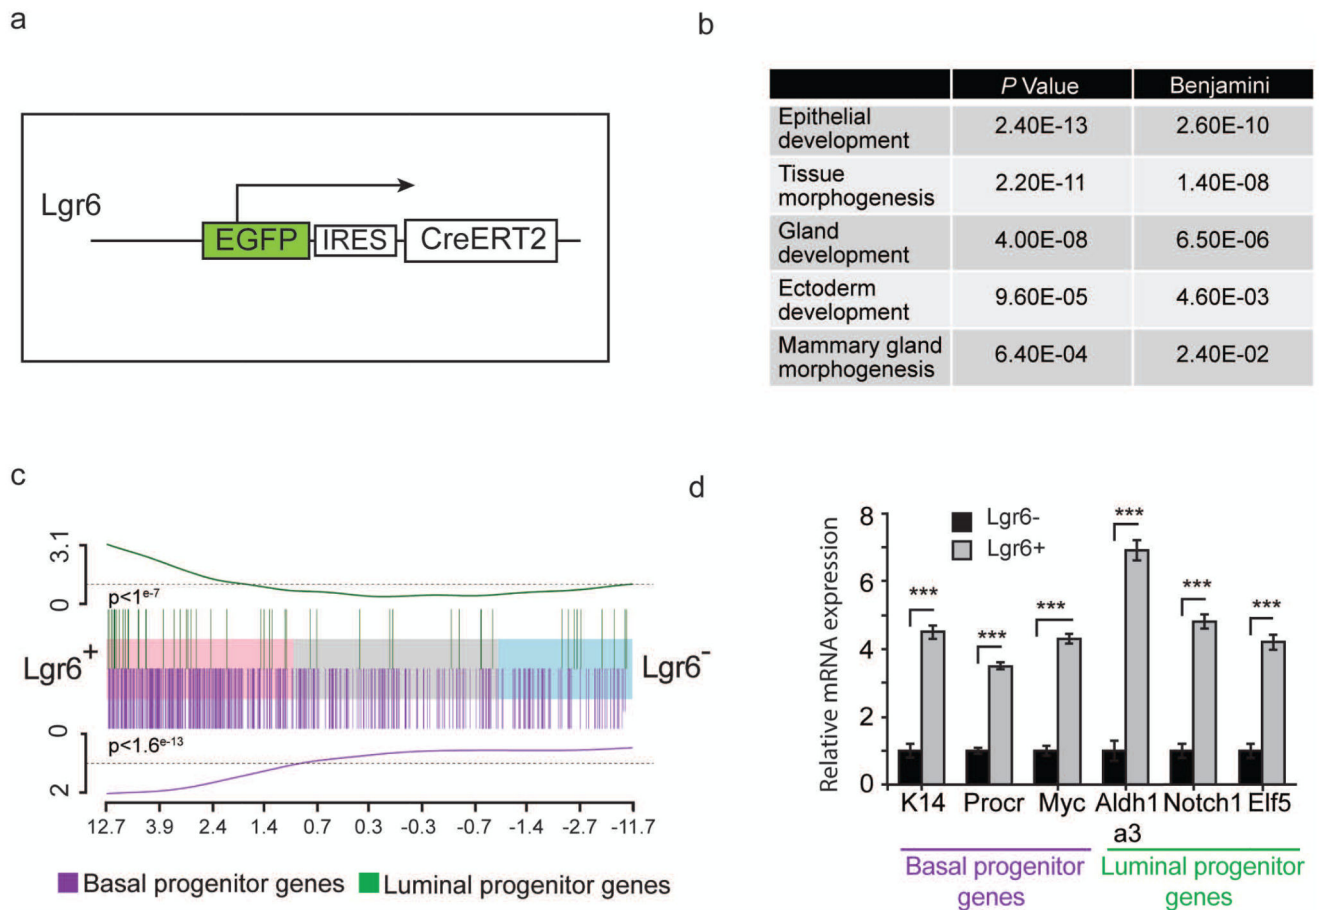 a
Lgr6
EGFP IRES CreERT2
b
P Value Benjamini
Epithelial
development 2.40E-13 2.60E-10
Tissue
morphogenesis 2.20E-11 1.40E-08
Gland
development 4.00E-08 6.50E-06
Ectoderm
development 9.60E-05 4.60E-03
Mammary gland
morphogenesis 6.40E-04 2.40E-02
c
3.1
0
p<1e-7
Lgr6+ Lgr6-
0
p<1.6e-13
2
12.7 3.9 2.4 1.4 0.7 0.3 -0.3 -0.7 -1.4 -2.7 -11.7
Basal progenitor genes Luminal progenitor genes
d
Relative mRNA expression
8
6
4
2
0
Lgr6-
Lgr6+
*** *** *** *** *** ***
K14 Procr Myc Aldh1 Notch1 Elf5
a3
Basal progenitor
genes
Luminal progenitor
genes